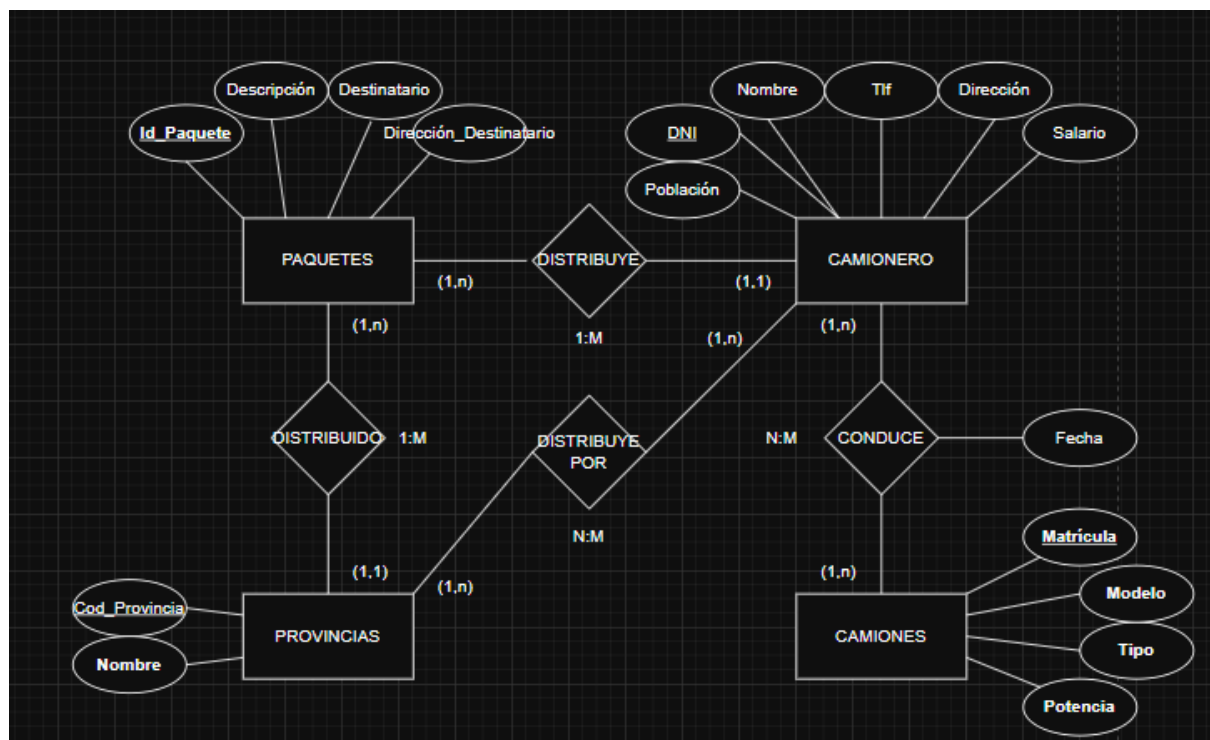 Descripción
Destinatario
Nombre
Tlf
Dirección
Id_Paquete
Dirección_Destinatario
DNI
Salario
Población
PAQUETES
DISTRIBUYE
CAMIONERO
(1,n)
(1,1)
(1,n)
1:M
(1,n)
(1,n)
DISTRIBUIDO
1:M
DISTRIBUYE
POR
N:M
CONDUCE
Fecha
N:M
Matrícula
(1,1)
(1,n)
(1,n)
Cod_Provincia
Modelo
PROVINCIAS
CAMIONES
Tipo
Nombre
Potencia